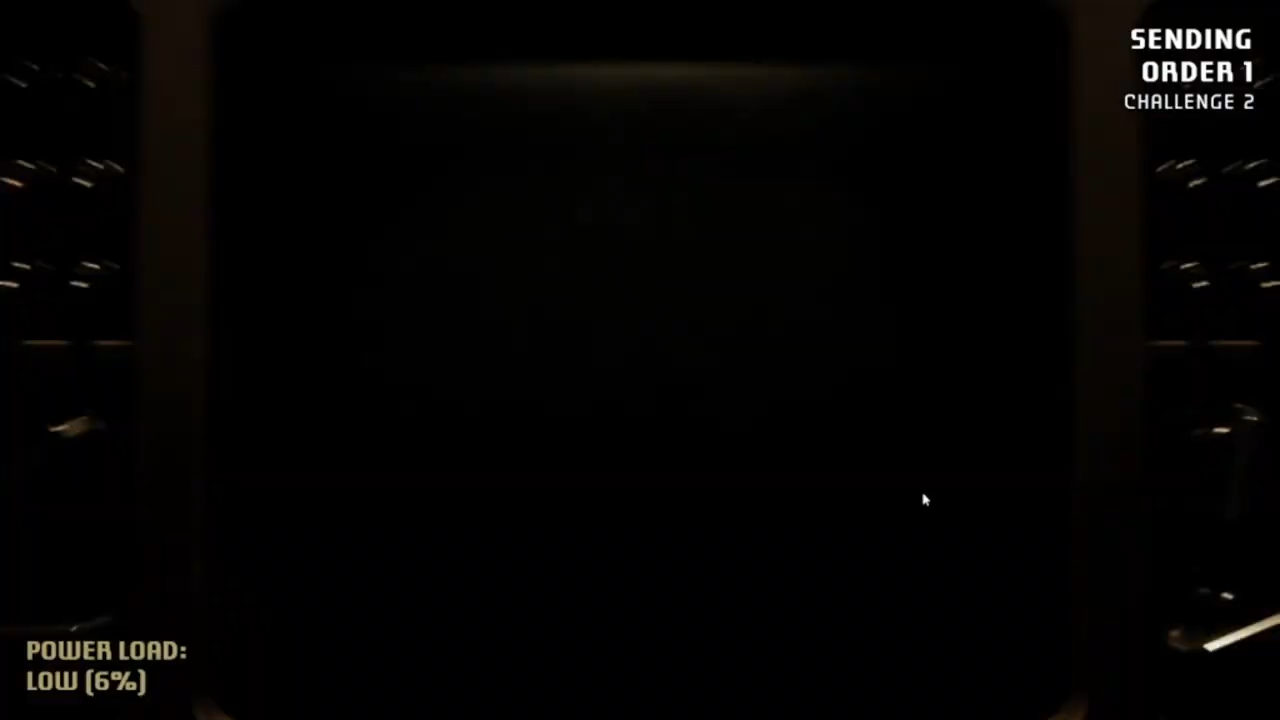 SENDING
ORDER 1
CHALLENGE 2
POWER LOAD:
LOW (6%)